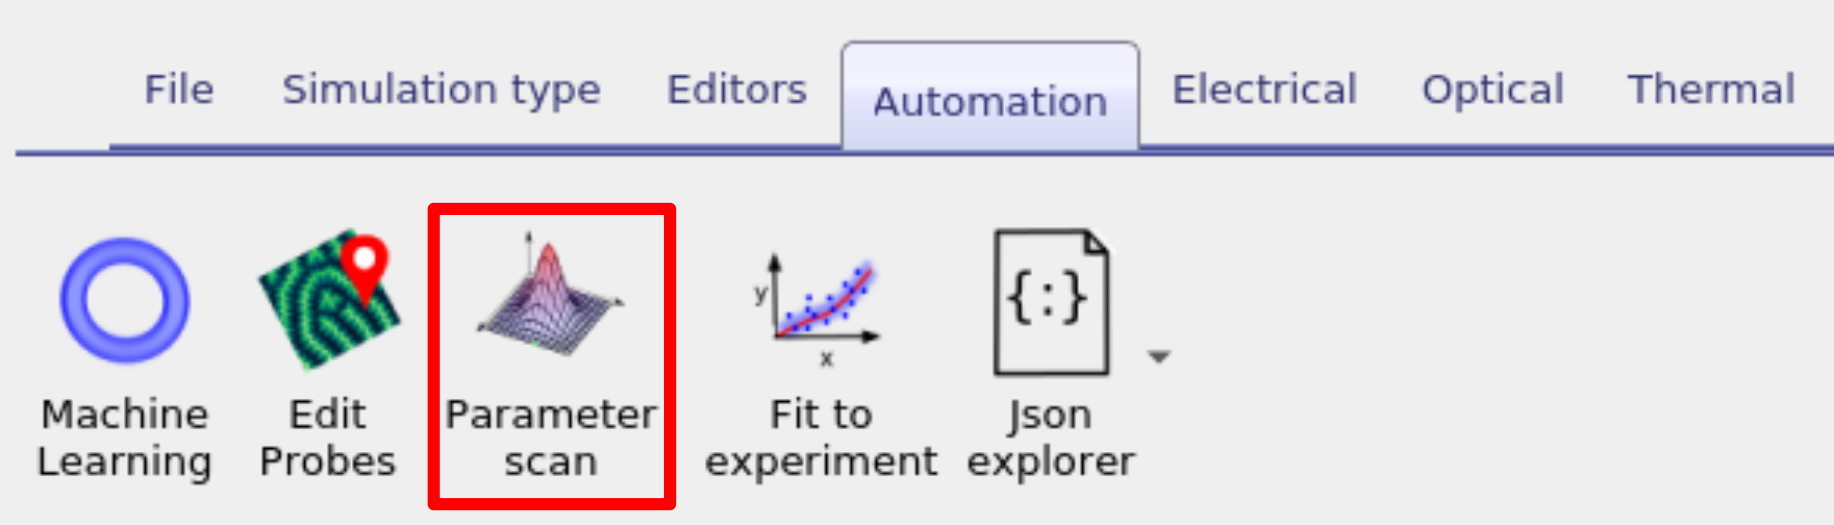 File Simulation type Editors Automation Electrical Optical Thermal
y
{:}
x
Machine Edit Parameter Fit to Json
Learning Probes scan experiment explorer